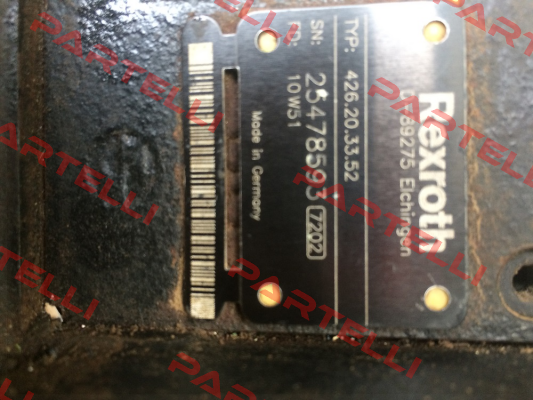 Rexroth
D-89275 Elchingen
TYP: 426.20.33.52
SN: 25478593 7202
FD: 10W51
Made in Germany
PARTELLI
PARTELLI
PARTELLI
PARTELLI
PARTELLI
PARTELLI
PARTELLI